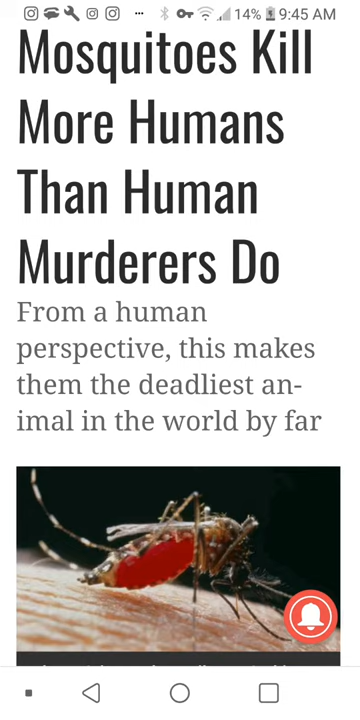 14% 9:45 AM
Mosquitoes Kill
More Humans
Than Human
Murderers Do
From a human
perspective, this makes
them the deadliest an-
imal in the world by far